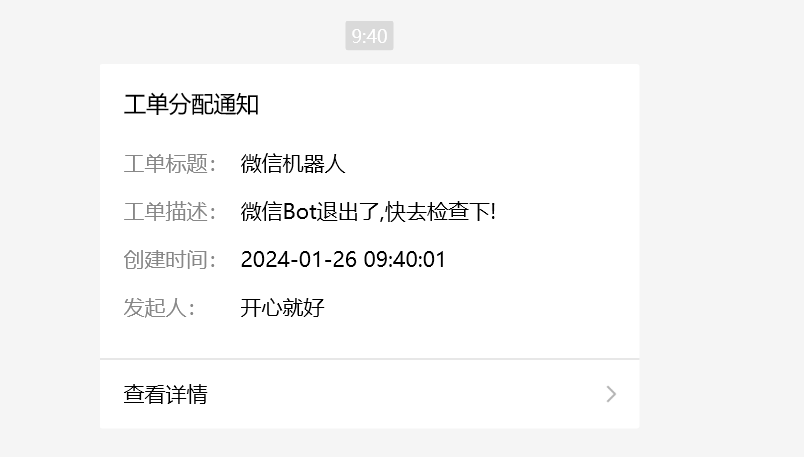 9:40
工单分配通知
工单标题： 微信机器人
工单描述： 微信Bot退出了,快去检查下!
创建时间： 2024-01-26 09:40:01
发起人： 开心就好
查看详情